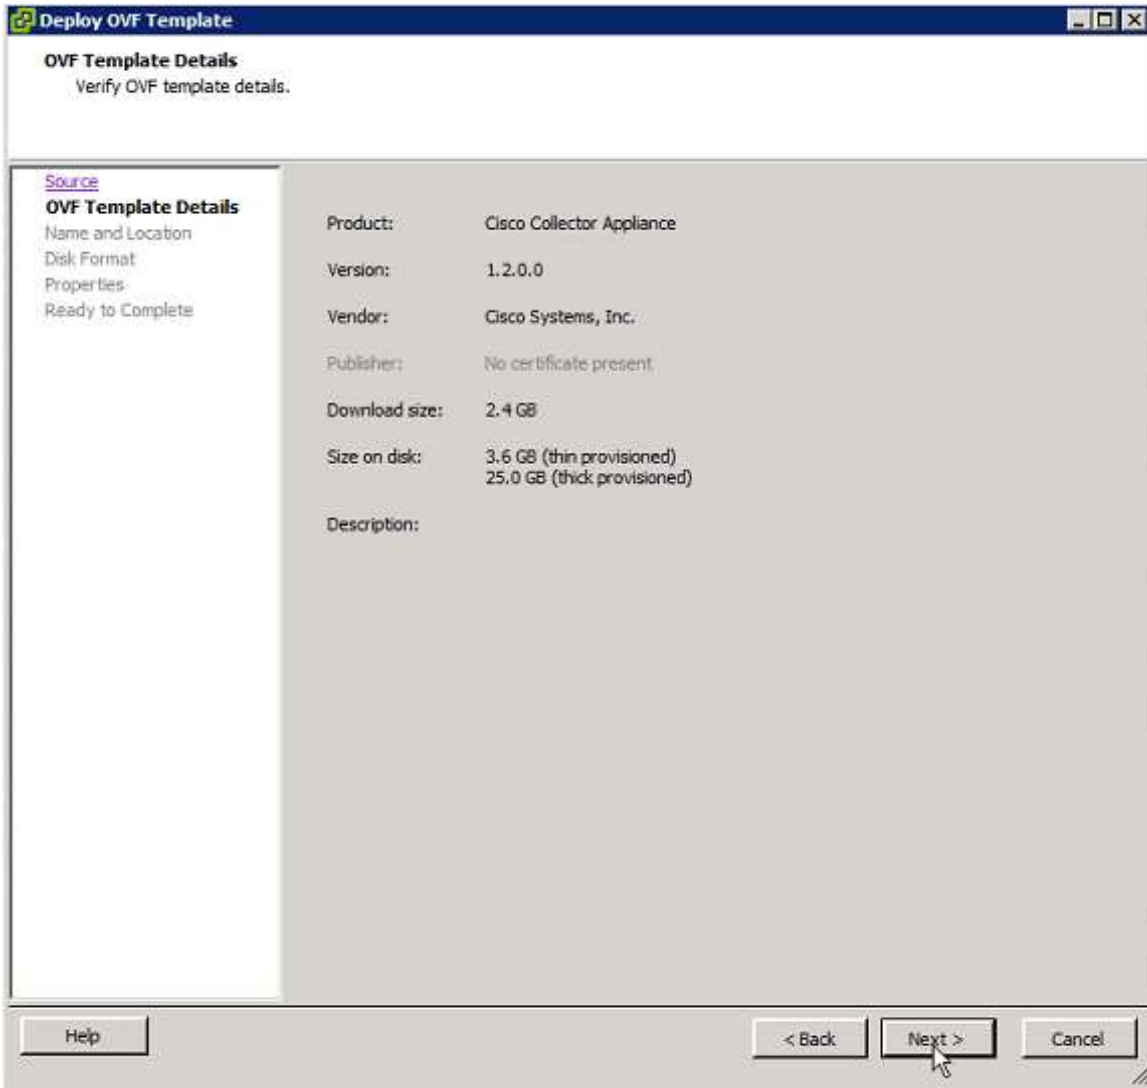 Deploy OVF Template
OVF Template Details
Verify OVF template details.
Source
OVF Template Details
Name and Location
Disk Format
Properties
Ready to Complete
Product: Cisco Collector Appliance
Version: 1.2.0.0
Vendor: Cisco Systems, Inc.
Publisher: No certificate present
Download size: 2.4 GB
Size on disk: 3.6 GB (thin provisioned)
25.0 GB (thick provisioned)
Description:
Help
< Back
Next >
Cancel